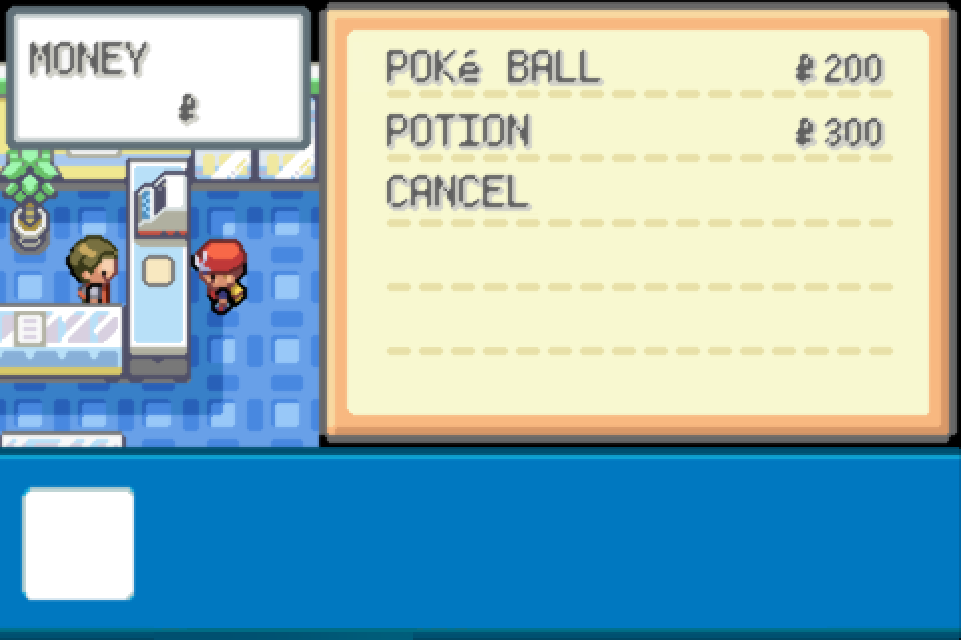 MONEY
₽
POKé BALL ₽ 200
POTION ₽ 300
CANCEL